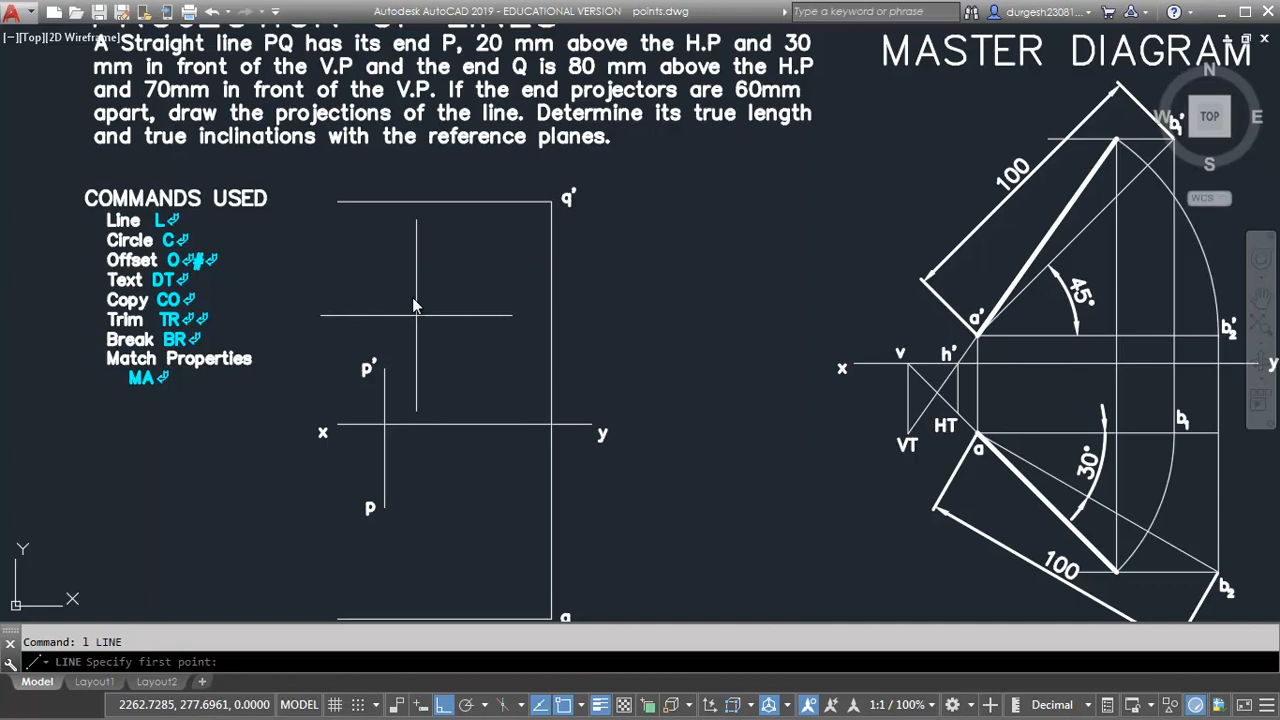 Autodesk AutoCAD 2019 - EDUCATIONAL VERSION points.dwg
Type a keyword or phrase
durgesh23081...
[−][Top][2D Wireframe]
PROJECTION OF LINES
A Straight line PQ has its end P, 20 mm above the H.P and 30
mm in front of the V.P and the end Q is 80 mm above the H.P
and 70mm in front of the V.P. If the end projectors are 60mm
apart, draw the projections of the line. Determine its true length
and true inclinations with the reference planes.
MASTER DIAGRAM
N
W TOP E
S
WCS
COMMANDS USED
Line L⏎
Circle C⏎
Offset O⏎#⏎
Text DT⏎
Copy CO⏎
Trim TR⏎⏎
Break BR⏎
Match Properties
MA⏎
q'
p'
x
y
p
q
b1'
100
45°
a'
b2'
v
h'
x
y
HT
VT
b1
a
30°
100
b2
Y
X
Command: l LINE
LINE Specify first point:
Model Layout1 Layout2 +
2262.7285, 277.6961, 0.0000 MODEL
1:1 / 100%
Decimal